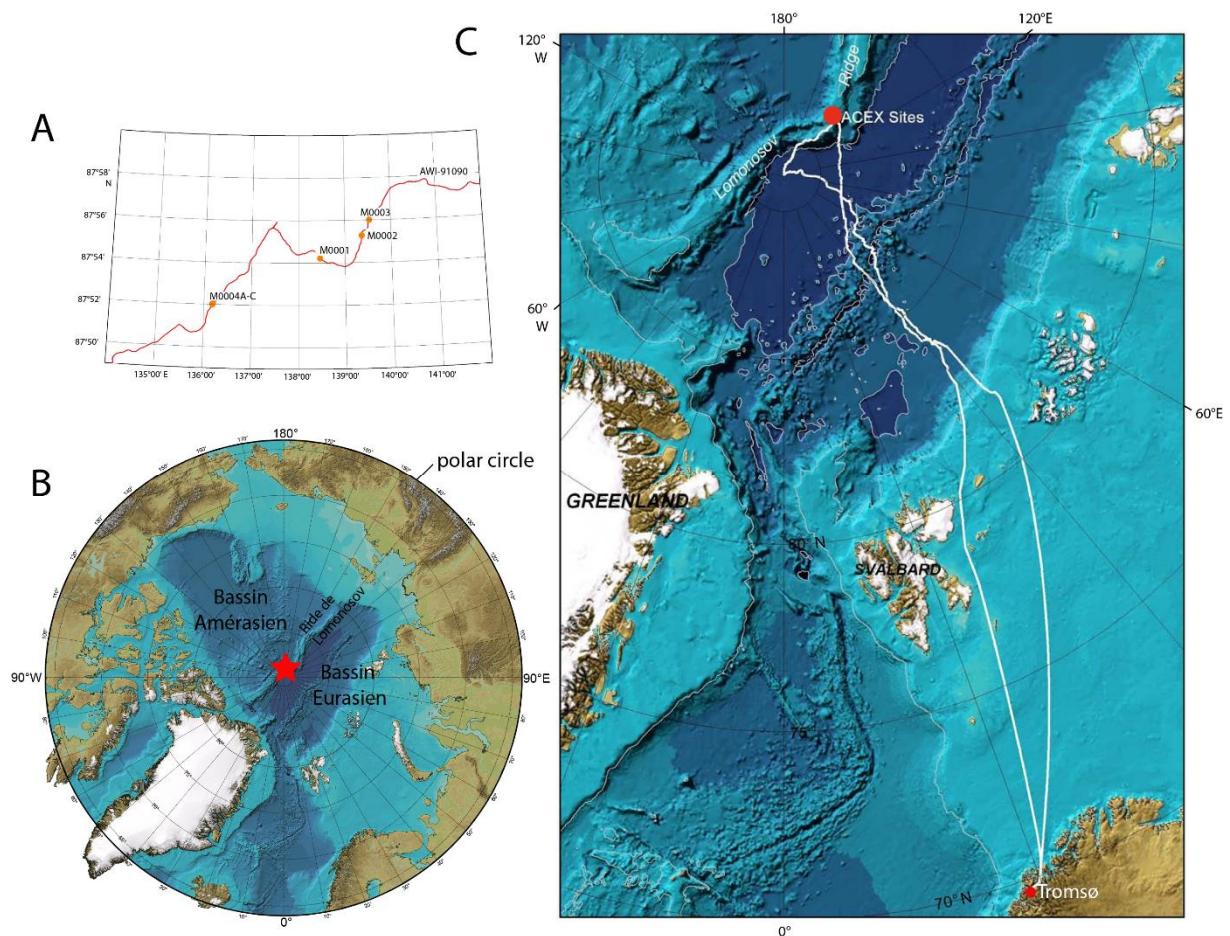 A
87°58'
N
87°56'
87°54'
87°52'
87°50'
AWI-91090
M0003
M0002
M0001
M0004A-C
135°00' E
136°00'
137°00'
138°00'
139°00'
140°00'
141°00'
B
180°
polar circle
Bassin
Amérasien
Ride de
Lomonosov
Bassin
Eurasien
90°W
90°E
0°
C
180°
120°E
120°
W
Ridge
ACEX Sites
Lomonosov
60°
W
60°E
GREENLAND
80° N
SVALBARD
75°
70° N
Tromsø
0°